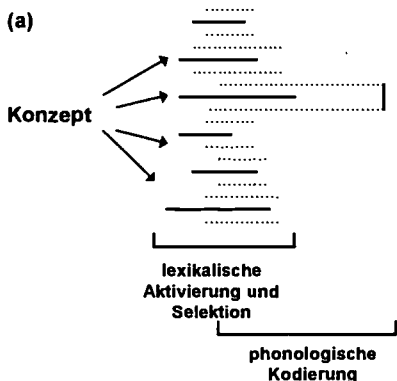 (a)
Konzept
lexikalische
Aktivierung und
Selektion
phonologische
Kodierung